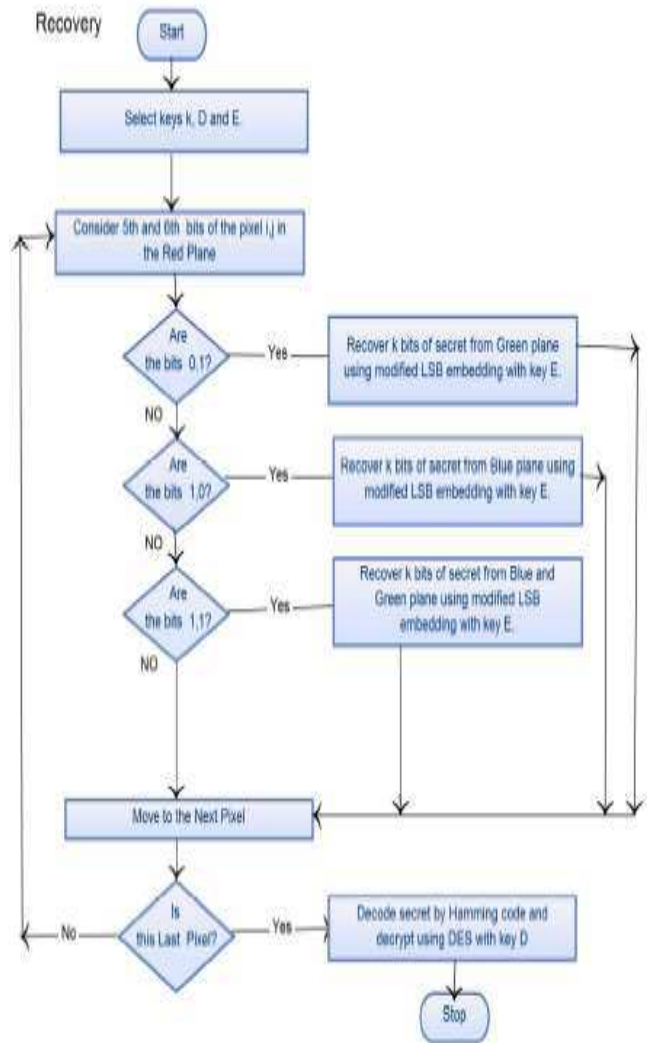 Recovery
Start
Select keys k, D and E.
Consider 5th and 6th bits of the pixel i,j in
the Red Plane
Are
the bits 0,1?
Yes
Recover k bits of secret from Green plane
using modified LSB embedding with key E.
NO
Are
the bits 1,0?
Yes
Recover k bits of secret from Blue plane using
modified LSB embedding with key E.
NO
Are
the bits 1,1?
Yes
Recover k bits of secret from Blue and
Green plane using modified LSB
embedding with key E.
NO
Move to the Next Pixel
Is
this Last Pixel?
No
Yes
Decode secret by Hamming code and
decrypt using DES with key D
Stop